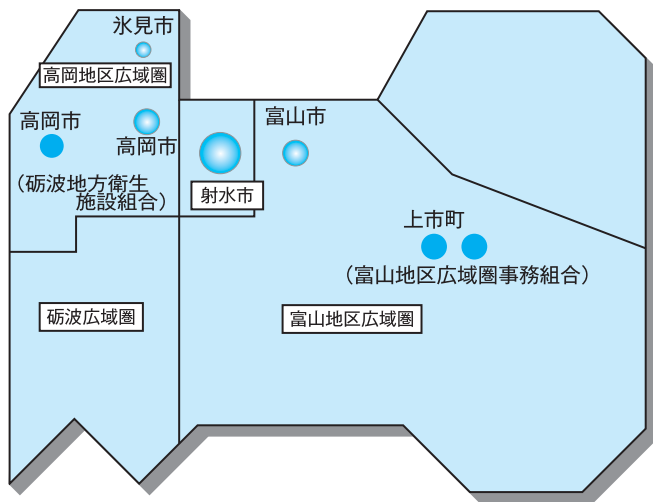 氷見市
高岡地区広域圏
高岡市
高岡市
（砺波地方衛生
施設組合）
富山市
射水市
上市町
（富山地区広域圏事務組合）
砺波広域圏
富山地区広域圏